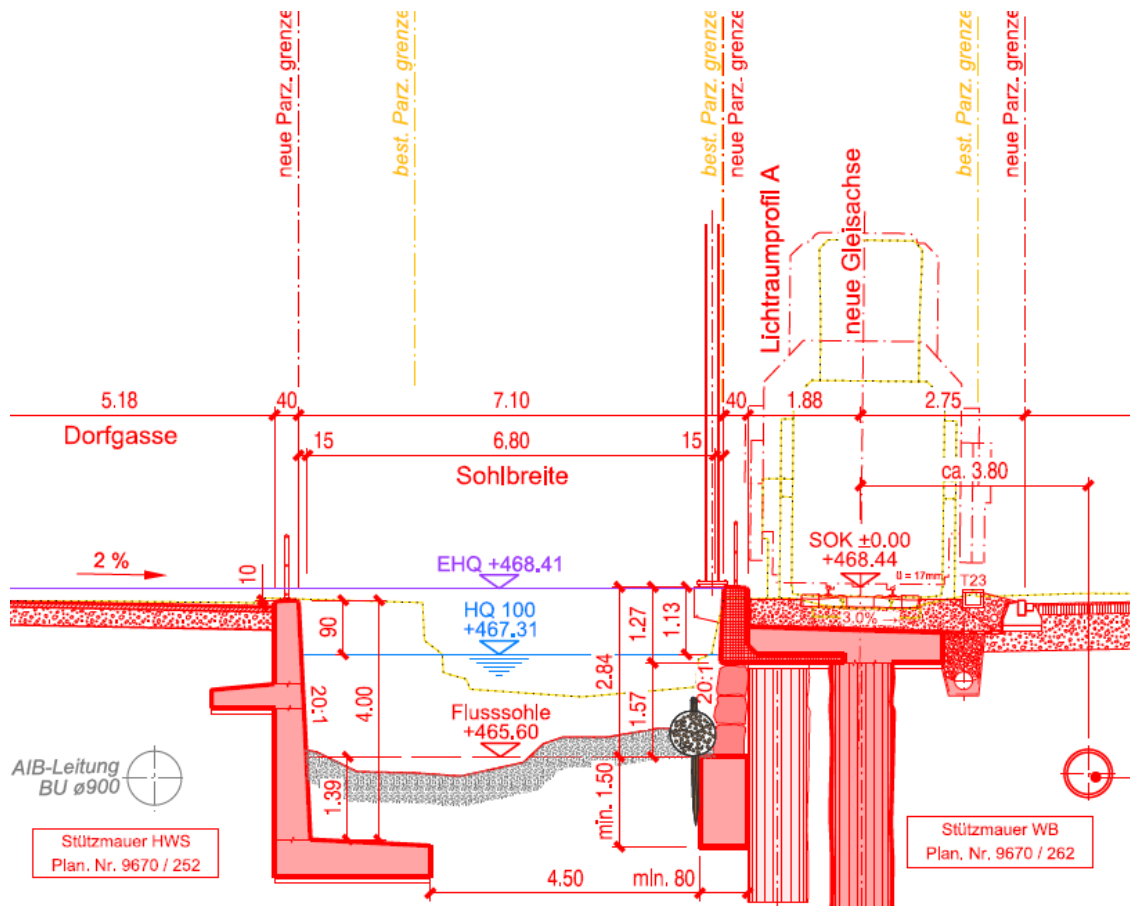 neue Parz. grenze
best. Parz. grenze
best. Parz. grenze
neue Parz. grenze
best. Parz. grenze
neue Parz. grenze
Lichtraumprofil A
neue Gleisachse
5.18
40
7.10
40
1.88
2.75
Dorfgasse
15
6.80
15
Sohlbreite
ca. 3.80
2 %
10
EHQ +468.41
SOK ±0.00
+468.44
ü = 17mm
T23
HQ 100
+467.31
3.0%
90
1.27
1.13
2.84
20:1
4.00
1.57
20:1
Flusssohle
+465.60
1.39
min. 1.50
AIB-Leitung
BU ø900
Stützmauer HWS
Plan. Nr. 9670 / 252
Stützmauer WB
Plan. Nr. 9670 / 262
4.50
min. 80